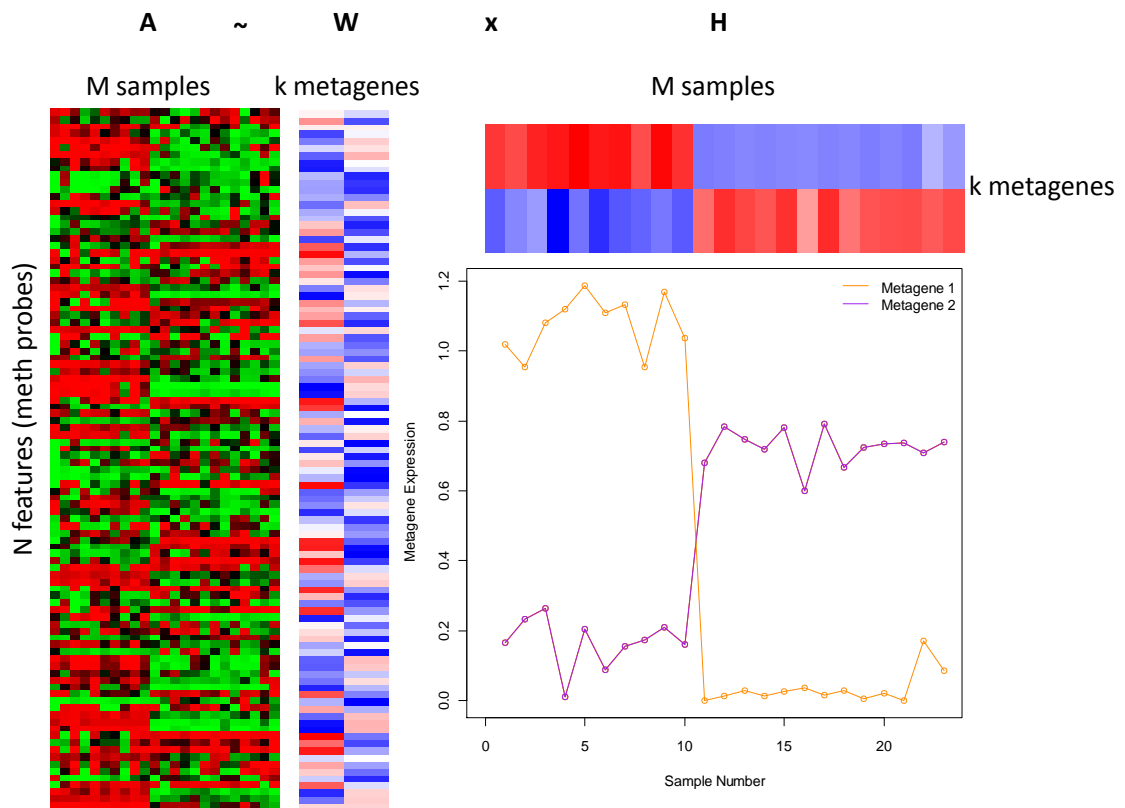 A ~ W x H
M samples k metagenes M samples
k metagenes
N features (meth probes)
Metagene 1
Metagene 2
Metagene Expression
1.2
1.0
0.8
0.6
0.4
0.2
0.0
0 5 10 15 20
Sample Number